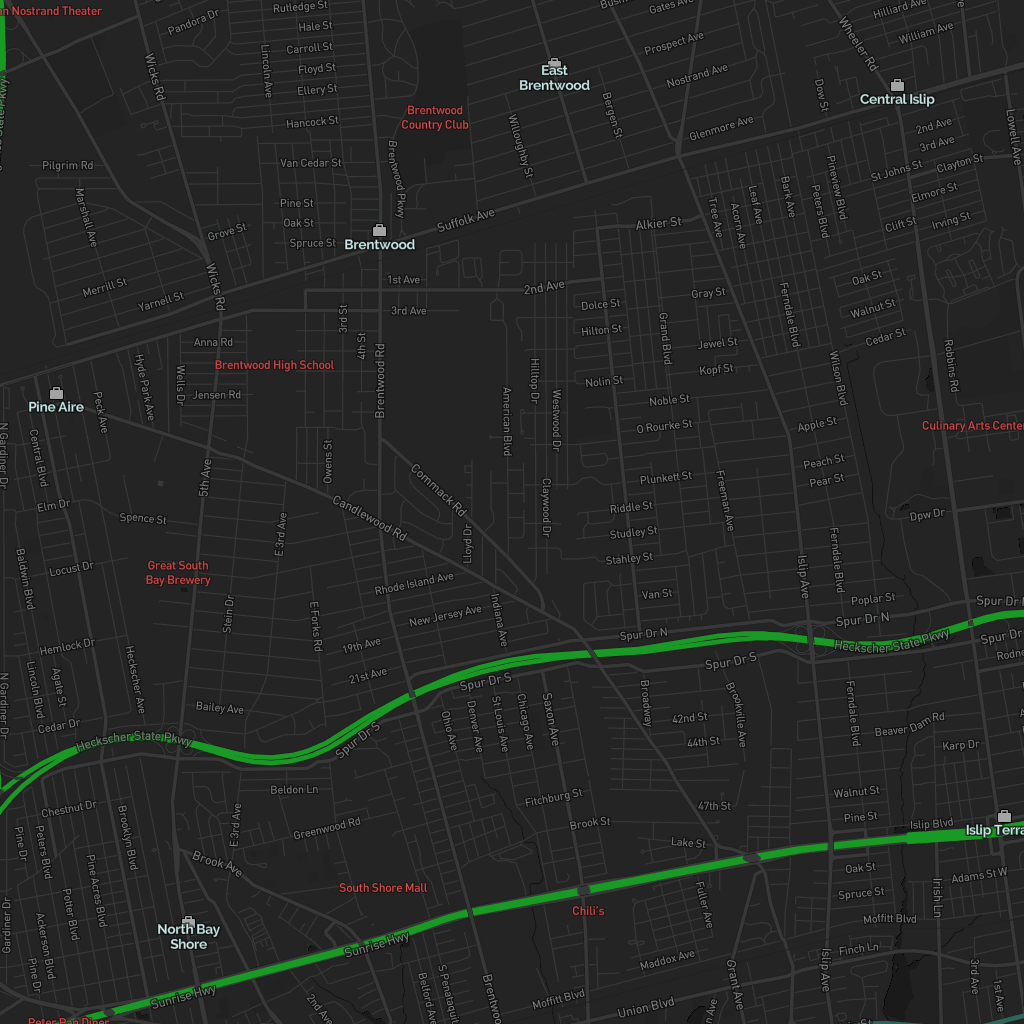 an Nostrand Theater
Rutledge St
Pandora Dr
Hale St
Carroll St
Floyd St
Ellery St
Lincoln Ave
Wicks Rd
Hancock St
Gates Ave
Prospect Ave
Nostrand Ave
Hilliard Ave
William Ave
Wheeler Rd
East
Brentwood
Central Islip
Dow St
Lowell Ave
Brentwood
Country Club
Willoughby St
Bergen St
Glenmore Ave
2nd Ave
3rd Ave
Clayton St
St Johns St
Elmore St
Clift St
Irving St
Pilgrim Rd
Van Cedar St
Brentwood Pkwy
Marshall Ave
Pine St
Oak St
Spruce St
Grove St
Suffolk Ave
Brentwood
Alkier St
Tree Ave
Acorn Ave
Leaf Ave
Bark Ave
Peters Blvd
Pineview Blvd
Merrill St
Yarnell St
Wicks Rd
1st Ave
2nd Ave
3rd Ave
3rd St
4th St
Dolce St
Hilton St
Gray St
Grand Blvd
Ferndale Blvd
Oak St
Walnut St
Cedar St
Anna Rd
Jewel St
Kopf St
Brentwood High School
Hyde Park Ave
Wells Dr
Jensen Rd
Brentwood Rd
Hilltop Dr
Nolin St
Noble St
Wilson Blvd
Robbins Rd
Pine Aire
Peck Ave
American Blvd
Westwood Dr
O Rourke St
Apple St
Culinary Arts Center
N Gardiner Dr
Central Blvd
5th Ave
Owens St
Commack Rd
Candlewood Rd
Claywood Dr
Plunkett St
Peach St
Pear St
Freeman Ave
Elm Dr
Spence St
E 3rd Ave
Lloyd Dr
Riddle St
Studley St
Stahley St
Dpw Dr
Baldwin Blvd
Locust Dr
Great South
Bay Brewery
Rhode Island Ave
New Jersey Ave
Indiana Ave
Van St
Islip Ave
Ferndale Blvd
Poplar St
Stein Dr
E Forks Rd
19th Ave
21st Ave
Spur Dr N
Spur Dr N
Spur Dr N
Heckscher State Pkwy
Spur Dr S
Hemlock Dr
Lincoln Blvd
Agate St
Heckscher Ave
Bailey Ave
N Gardiner Dr
Cedar Dr
Heckscher State Pkwy
Spur Dr S
Spur Dr S
Spur Dr S
Ohio Ave
Denver Ave
St Louis Ave
Chicago Ave
Saxon Ave
Broadway
42nd St
44th St
Brookville Ave
Ferndale Blvd
Beaver Dam Rd
Karp Dr
Beldon Ln
Chestnut Dr
Fitchburg St
Brook St
47th St
Walnut St
Pine St
Islip Blvd
Islip Terra
Pine Dr
Peters Blvd
Brooklyn Blvd
E 3rd Ave
Greenwood Rd
Brook Ave
Lake St
Oak St
Spruce St
Adams St W
Pine Acres Blvd
Potter Blvd
Ackerson Blvd
Gardiner Dr
South Shore Mall
Chili's
Fuller Ave
Moffitt Blvd
Irish Ln
North Bay
Shore
Sunrise Hwy
Finch Ln
Maddox Ave
Islip Ave
Pine Dr
Sunrise Hwy
2nd Ave
Moffitt Blvd
Union Blvd
Grant Ave
3rd Ave
1st Ave
Peter Pan Diner